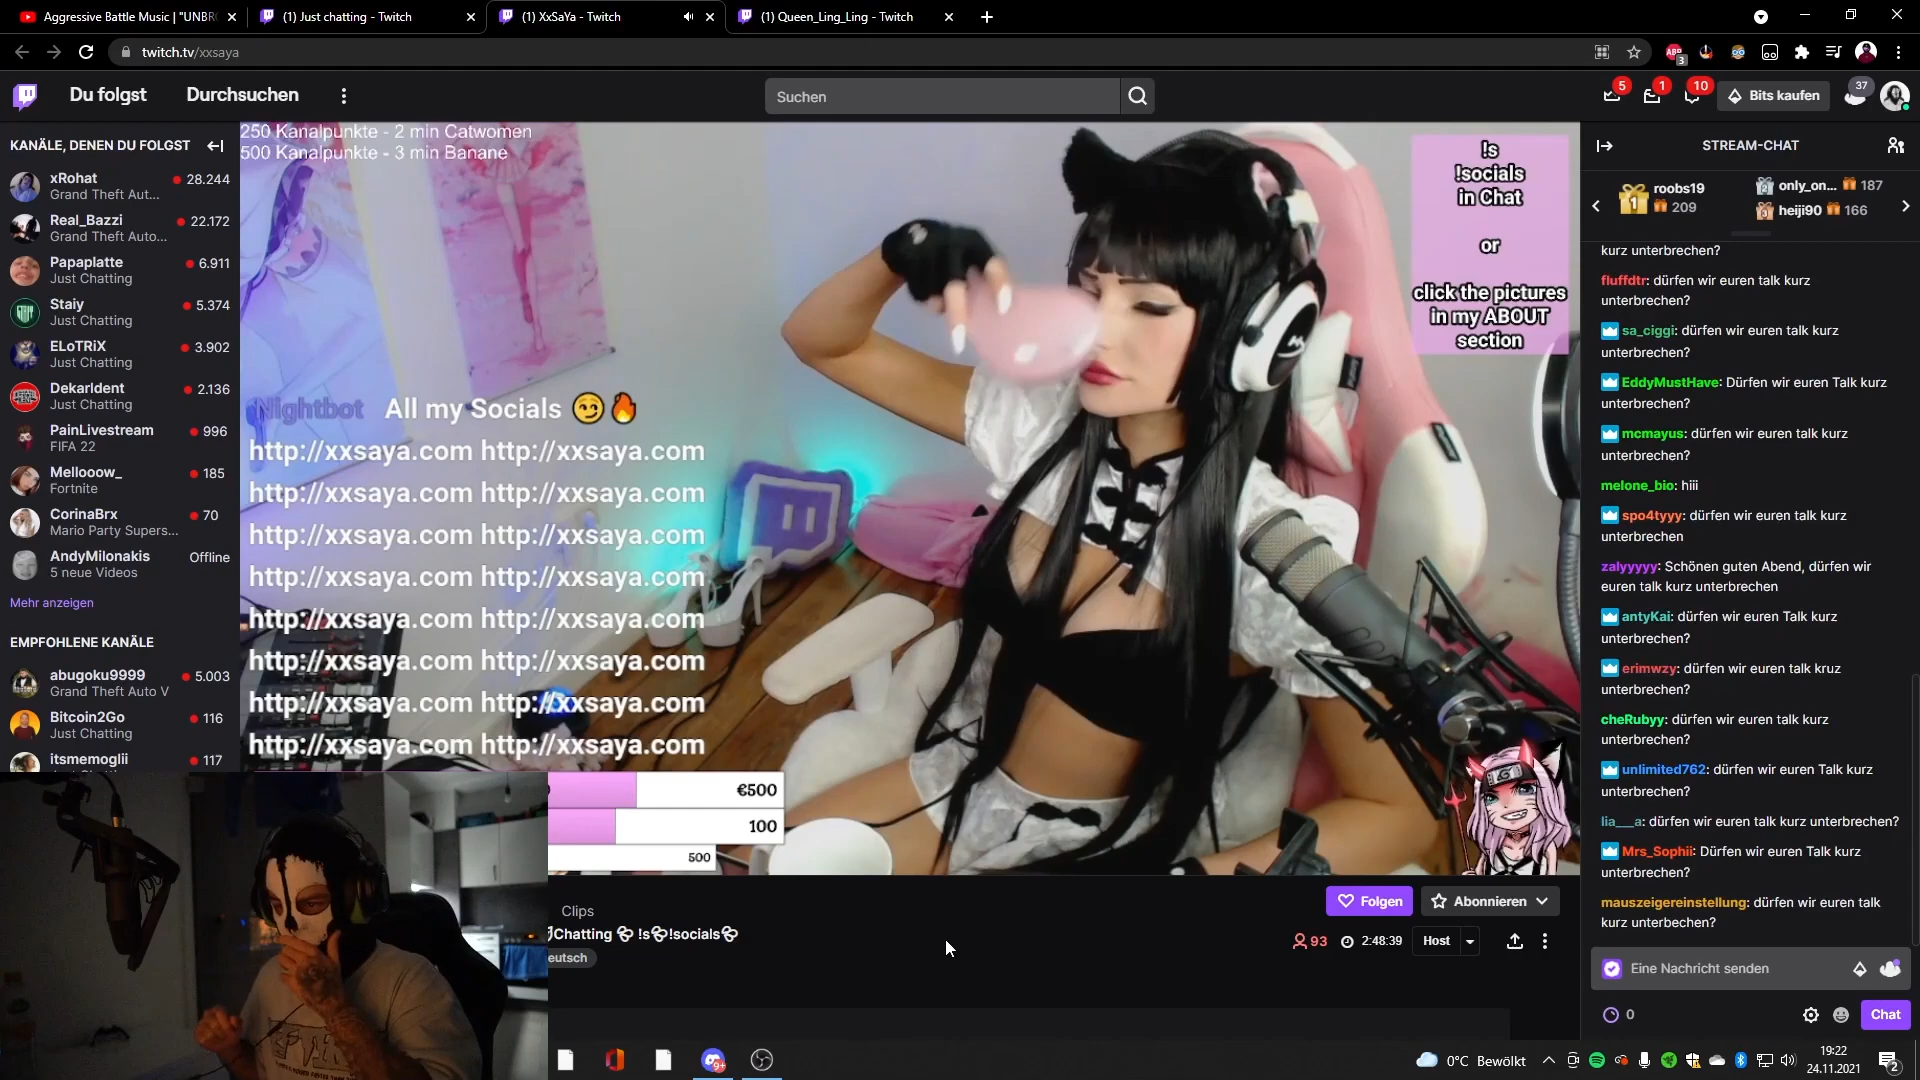 Aggressive Battle Music | "UNBR
(1) Just chatting - Twitch
(1) XxSaYa - Twitch
(1) Queen_Ling_Ling - Twitch
twitch.tv/xxsaya
ABP
3
Du folgst
Durchsuchen
Suchen
5
1
10
Bits kaufen
37
KANÄLE, DENEN DU FOLGST
xRohat
28.244
Grand Theft Aut...
Real_Bazzi
22.172
Grand Theft Auto...
Papaplatte
6.911
Just Chatting
Staiy
5.374
Just Chatting
ELoTRiX
3.902
Just Chatting
Dekarldent
2.136
Just Chatting
PainLivestream
996
FIFA 22
Mellooow_
185
Fortnite
CorinaBrx
70
Mario Party Supers...
AndyMilonakis
Offline
5 neue Videos
Mehr anzeigen
EMPFOHLENE KANÄLE
abugoku9999
5.003
Grand Theft Auto V
Bitcoin2Go
116
Just Chatting
itsmemoglii
117
250 Kanalpunkte - 2 min Catwomen
500 Kanalpunkte - 3 min Banane
!s
!socials
in Chat
or
click the pictures
in my ABOUT
section
Nightbot All my Socials 😏🔥
http://xxsaya.com http://xxsaya.com
http://xxsaya.com http://xxsaya.com
http://xxsaya.com http://xxsaya.com
http://xxsaya.com http://xxsaya.com
http://xxsaya.com http://xxsaya.com
http://xxsaya.com http://xxsaya.com
http://xxsaya.com http://xxsaya.com
http://xxsaya.com http://xxsaya.com
€500
100
500
Clips
Chatting !s !socials
eutsch
Folgen
Abonnieren
93
2:48:39
Host
STREAM-CHAT
1
roobs19
209
only_on... 187
heiji90 166
kurz unterbrechen?
fluffdtr: dürfen wir euren talk kurz
unterbrechen?
sa_ciggi: dürfen wir euren talk kurz
unterbrechen?
EddyMustHave: Dürfen wir euren Talk kurz
unterbrechen?
mcmayus: dürfen wir euren talk kurz
unterbrechen?
melone_bio: hiii
spo4tyyy: dürfen wir euren talk kurz
unterbrechen
zalyyyyy: Schönen guten Abend, dürfen wir
euren talk kurz unterbrechen
antyKai: dürfen wir euren Talk kurz
unterbrechen?
erimwzy: dürfen wir euren talk kruz
unterbrechen?
cheRubyy: dürfen wir euren talk kurz
unterbrechen?
unlimited762: dürfen wir euren Talk kurz
unterbrechen?
lia___a: dürfen wir euren talk kurz unterbrechen?
Mrs_Sophii: Dürfen wir euren Talk kurz
unterbrechen?
mauszeigereinstellung: dürfen wir euren talk
kurz unterbechen?
Eine Nachricht senden
0
Chat
9+
0°C Bewölkt
19:22
24.11.2021
2